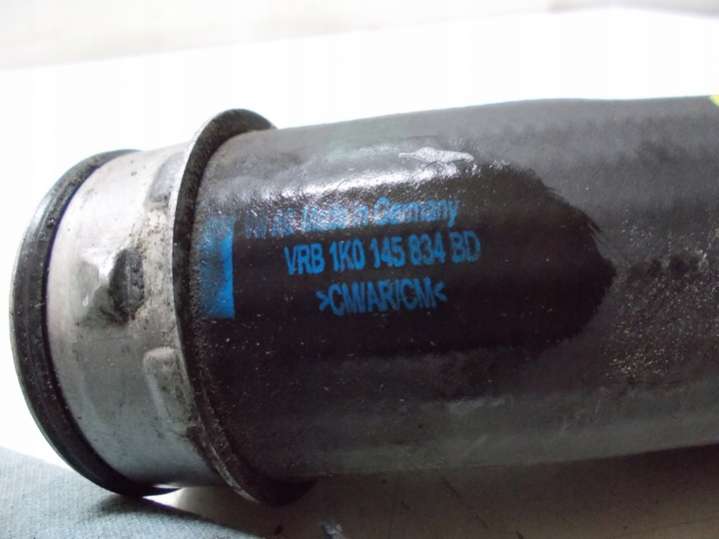 Made in Germany
VRB 1K0 145 834 BD
>CM/AR/CM<